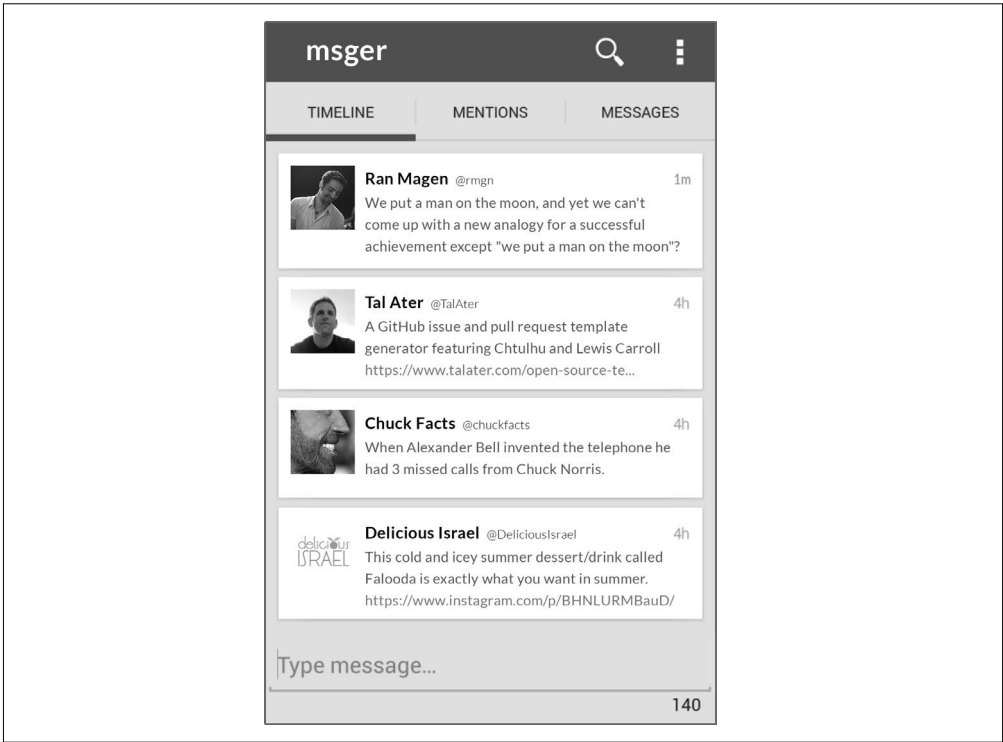 msger
TIMELINE MENTIONS MESSAGES
Ran Magen @rmgn 1m
We put a man on the moon, and yet we can't
come up with a new analogy for a successful
achievement except "we put a man on the moon"?
Tal Ater @TalAter 4h
A GitHub issue and pull request template
generator featuring Chtulhu and Lewis Carroll
https://www.talater.com/open-source-te...
Chuck Facts @chuckfacts 4h
When Alexander Bell invented the telephone he
had 3 missed calls from Chuck Norris.
delicious
ISRAEL
Delicious Israel @DeliciousIsrael 4h
This cold and icey summer dessert/drink called
Falooda is exactly what you want in summer.
https://www.instagram.com/p/BHNLURMBauD/
Type message...
140